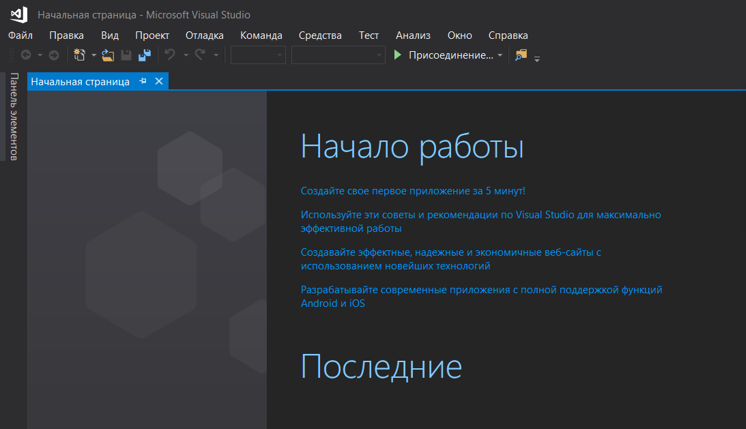 Начальная страница - Microsoft Visual Studio
Файл Правка Вид Проект Отладка Команда Средства Тест Анализ Окно Справка
Присоединение...
Панель элементов
Начальная страница
Начало работы
Создайте свое первое приложение за 5 минут!
Используйте эти советы и рекомендации по Visual Studio для максимально
эффективной работы
Создавайте эффектные, надежные и экономичные веб-сайты с
использованием новейших технологий
Разрабатывайте современные приложения с полной поддержкой функций
Android и iOS
Последние